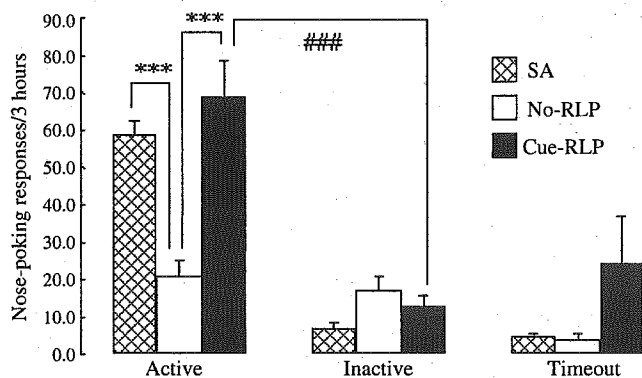 Nose-poking responses/3 hours
90.0
80.0
70.0
60.0
50.0
40.0
30.0
20.0
10.0
0.0
***
***
###
SA
No-RLP
Cue-RLP
Active Inactive Timeout